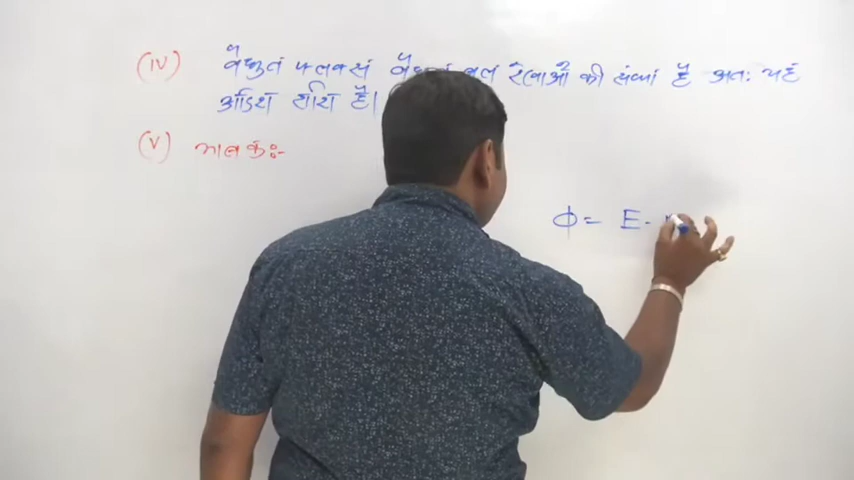 (IV) वैधुत फ्लक्स वैधुत बल रेखाओं की संख्या है अतः यह
अदिश राशि है।
(V) मात्रक:-
ϕ = E.